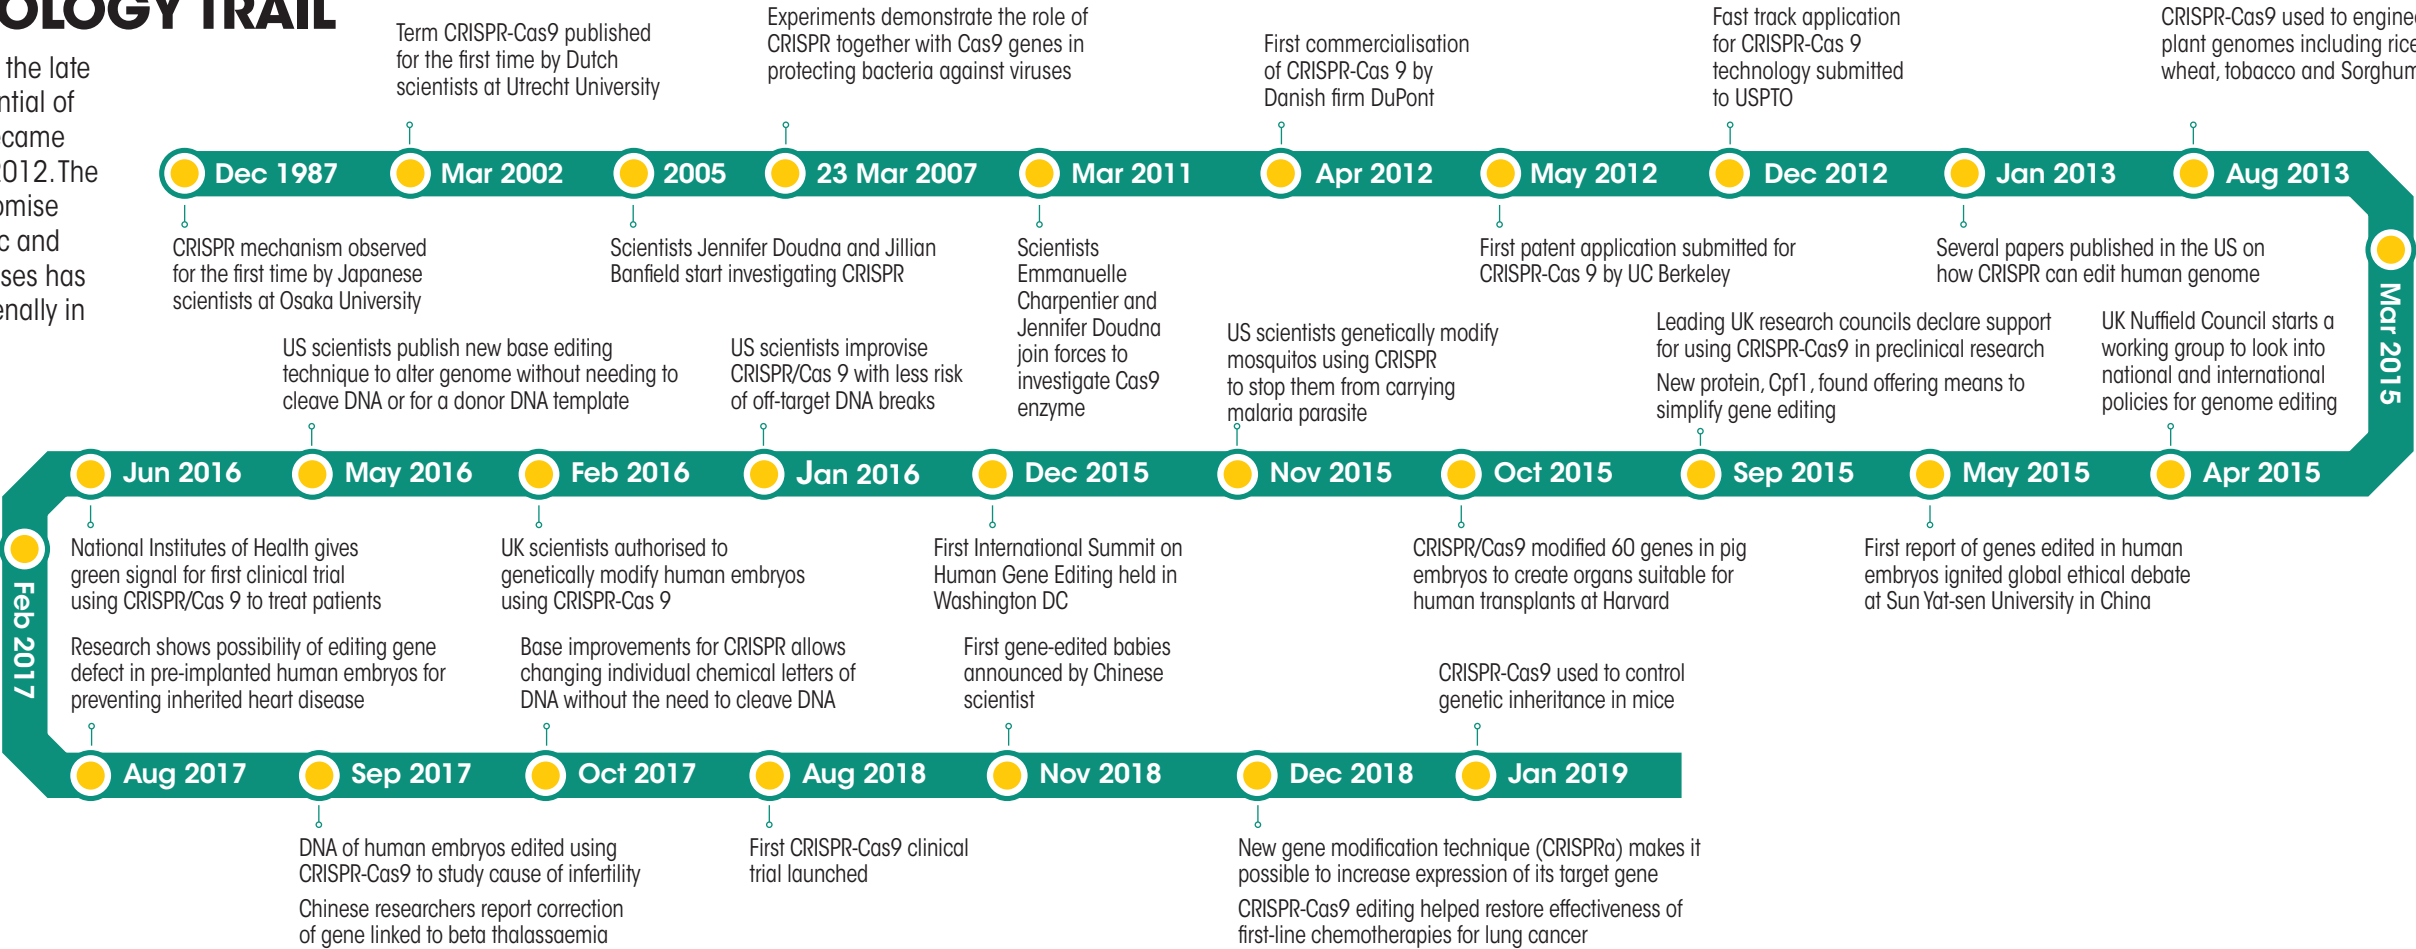 OLOGY TRAIL
the late
ntial of
came
2012. The
omise
c and
ses has
enally in
Term CRISPR-Cas9 published
for the first time by Dutch
scientists at Utrecht University
Experiments demonstrate the role of
CRISPR together with Cas9 genes in
protecting bacteria against viruses
First commercialisation
of CRISPR-Cas 9 by
Danish firm DuPont
Fast track application
for CRISPR-Cas 9
technology submitted
to USPTO
CRISPR-Cas9 used to engine
plant genomes including rice
wheat, tobacco and Sorghum
Dec 1987
Mar 2002
2005
23 Mar 2007
Mar 2011
Apr 2012
May 2012
Dec 2012
Jan 2013
Aug 2013
CRISPR mechanism observed
for the first time by Japanese
scientists at Osaka University
Scientists Jennifer Doudna and Jillian
Banfield start investigating CRISPR
Scientists
Emmanuelle
Charpentier and
Jennifer Doudna
join forces to
investigate Cas9
enzyme
First patent application submitted for
CRISPR-Cas 9 by UC Berkeley
Several papers published in the US on
how CRISPR can edit human genome
Mar 2015
UK Nuffield Council starts a
working group to look into
national and international
policies for genome editing
Leading UK research councils declare support
for using CRISPR-Cas9 in preclinical research
New protein, Cpf1, found offering means to
simplify gene editing
US scientists genetically modify
mosquitos using CRISPR
to stop them from carrying
malaria parasite
US scientists improvise
CRISPR/Cas 9 with less risk
of off-target DNA breaks
US scientists publish new base editing
technique to alter genome without needing to
cleave DNA or for a donor DNA template
Jun 2016
May 2016
Feb 2016
Jan 2016
Dec 2015
Nov 2015
Oct 2015
Sep 2015
May 2015
Apr 2015
National Institutes of Health gives
green signal for first clinical trial
using CRISPR/Cas 9 to treat patients
UK scientists authorised to
genetically modify human embryos
using CRISPR-Cas 9
First International Summit on
Human Gene Editing held in
Washington DC
CRISPR/Cas9 modified 60 genes in pig
embryos to create organs suitable for
human transplants at Harvard
First report of genes edited in human
embryos ignited global ethical debate
at Sun Yat-sen University in China
Feb 2017
Research shows possibility of editing gene
defect in pre-implanted human embryos for
preventing inherited heart disease
Base improvements for CRISPR allows
changing individual chemical letters of
DNA without the need to cleave DNA
First gene-edited babies
announced by Chinese
scientist
CRISPR-Cas9 used to control
genetic inheritance in mice
Aug 2017
Sep 2017
Oct 2017
Aug 2018
Nov 2018
Dec 2018
Jan 2019
DNA of human embryos edited using
CRISPR-Cas9 to study cause of infertility
Chinese researchers report correction
of gene linked to beta thalassaemia
First CRISPR-Cas9 clinical
trial launched
New gene modification technique (CRISPRa) makes it
possible to increase expression of its target gene
CRISPR-Cas9 editing helped restore effectiveness of
first-line chemotherapies for lung cancer